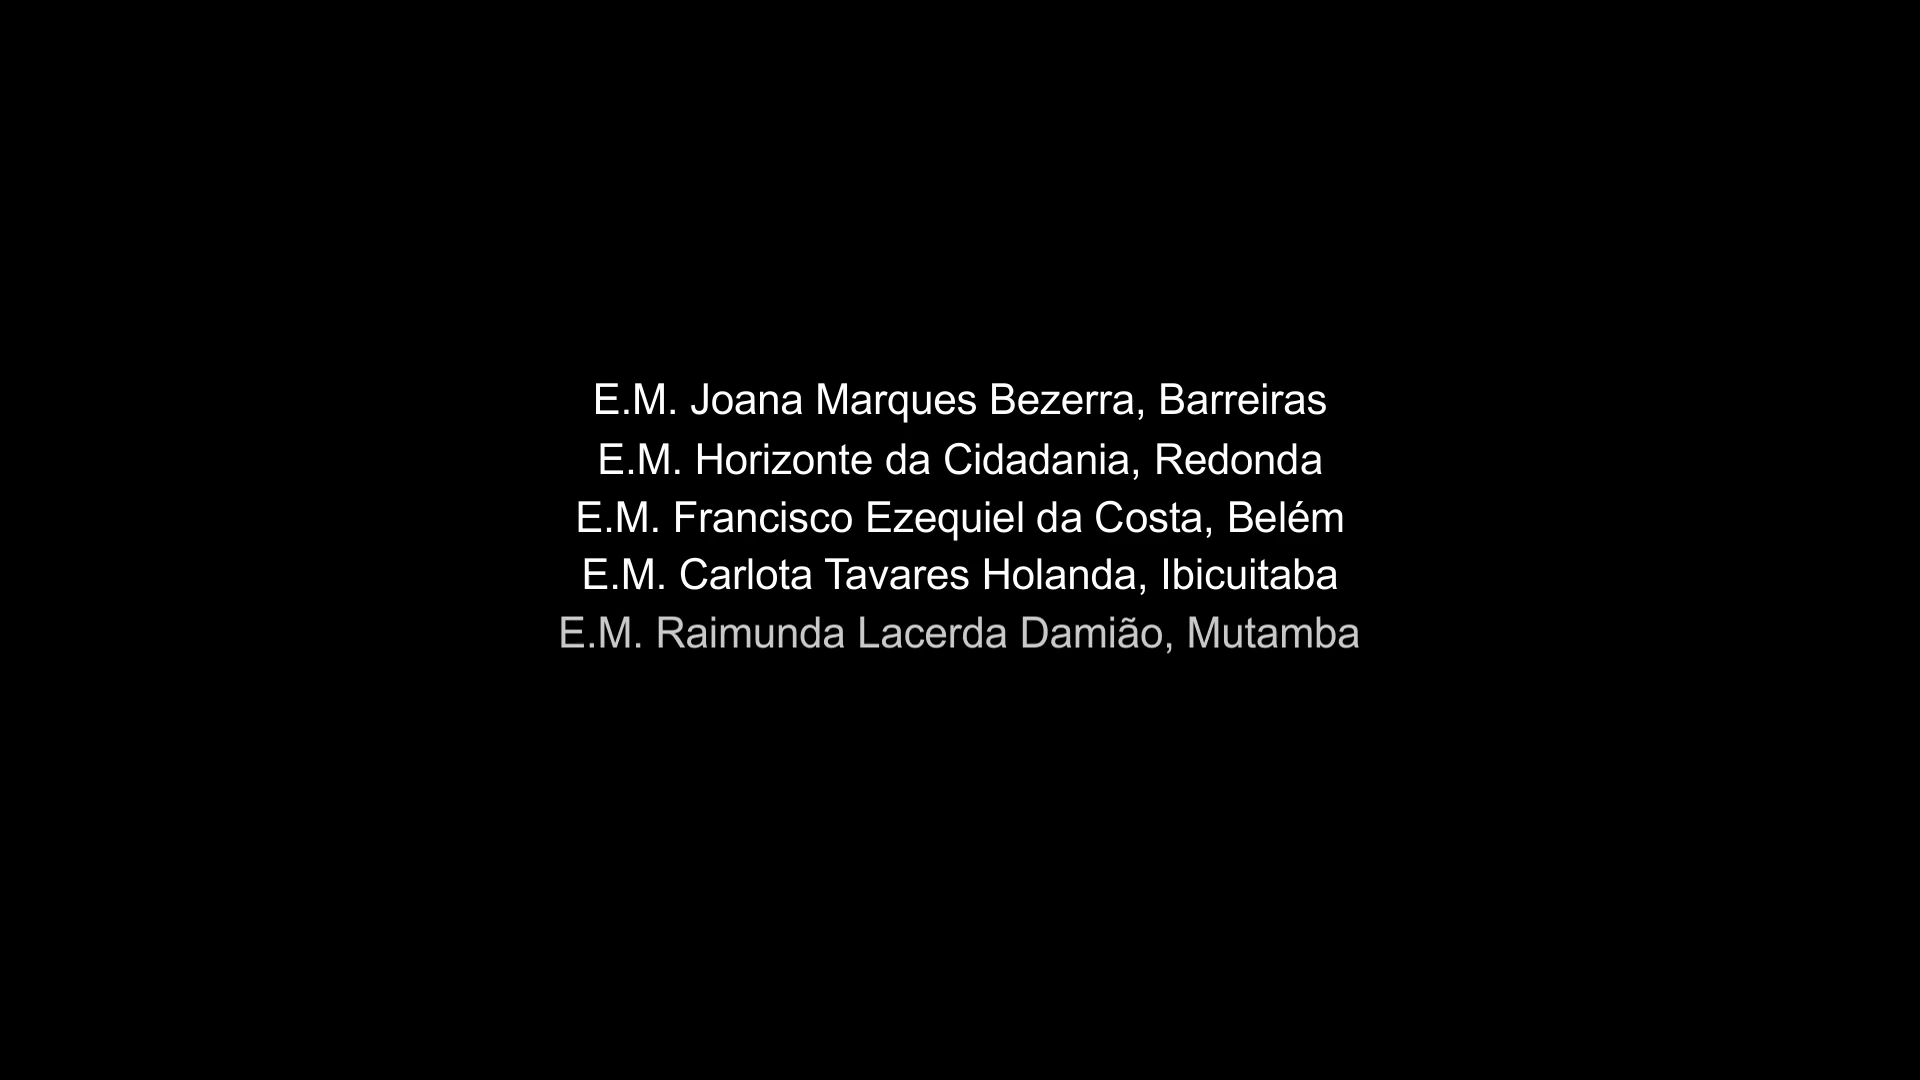 E.M. Joana Marques Bezerra, Barreiras
E.M. Horizonte da Cidadania, Redonda
E.M. Francisco Ezequiel da Costa, Belém
E.M. Carlota Tavares Holanda, Ibicuitaba
E.M. Raimunda Lacerda Damião, Mutamba